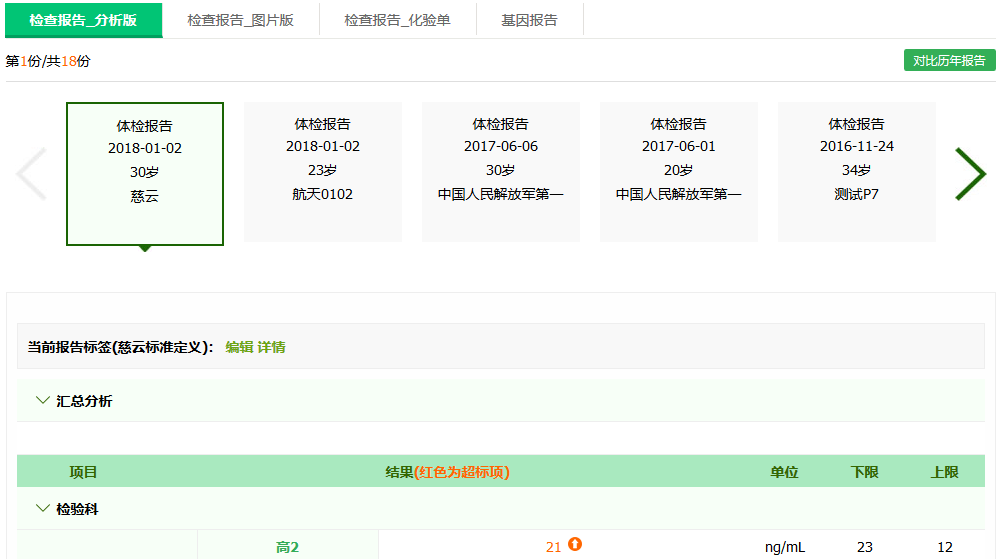 检查报告_分析版 检查报告_图片版 检查报告_化验单 基因报告
第1份/共18份 对比历年报告
体检报告 体检报告 体检报告 体检报告 体检报告
2018-01-02 2018-01-02 2017-06-06 2017-06-01 2016-11-24
30岁 23岁 30岁 20岁 34岁
慈云 航天0102 中国人民解放军第一 中国人民解放军第一 测试P7
当前报告标签(慈云标准定义)： 编辑 详情
汇总分析
项目 结果(红色为超标项) 单位 下限 上限
检验科
高2 21 ng/mL 23 12